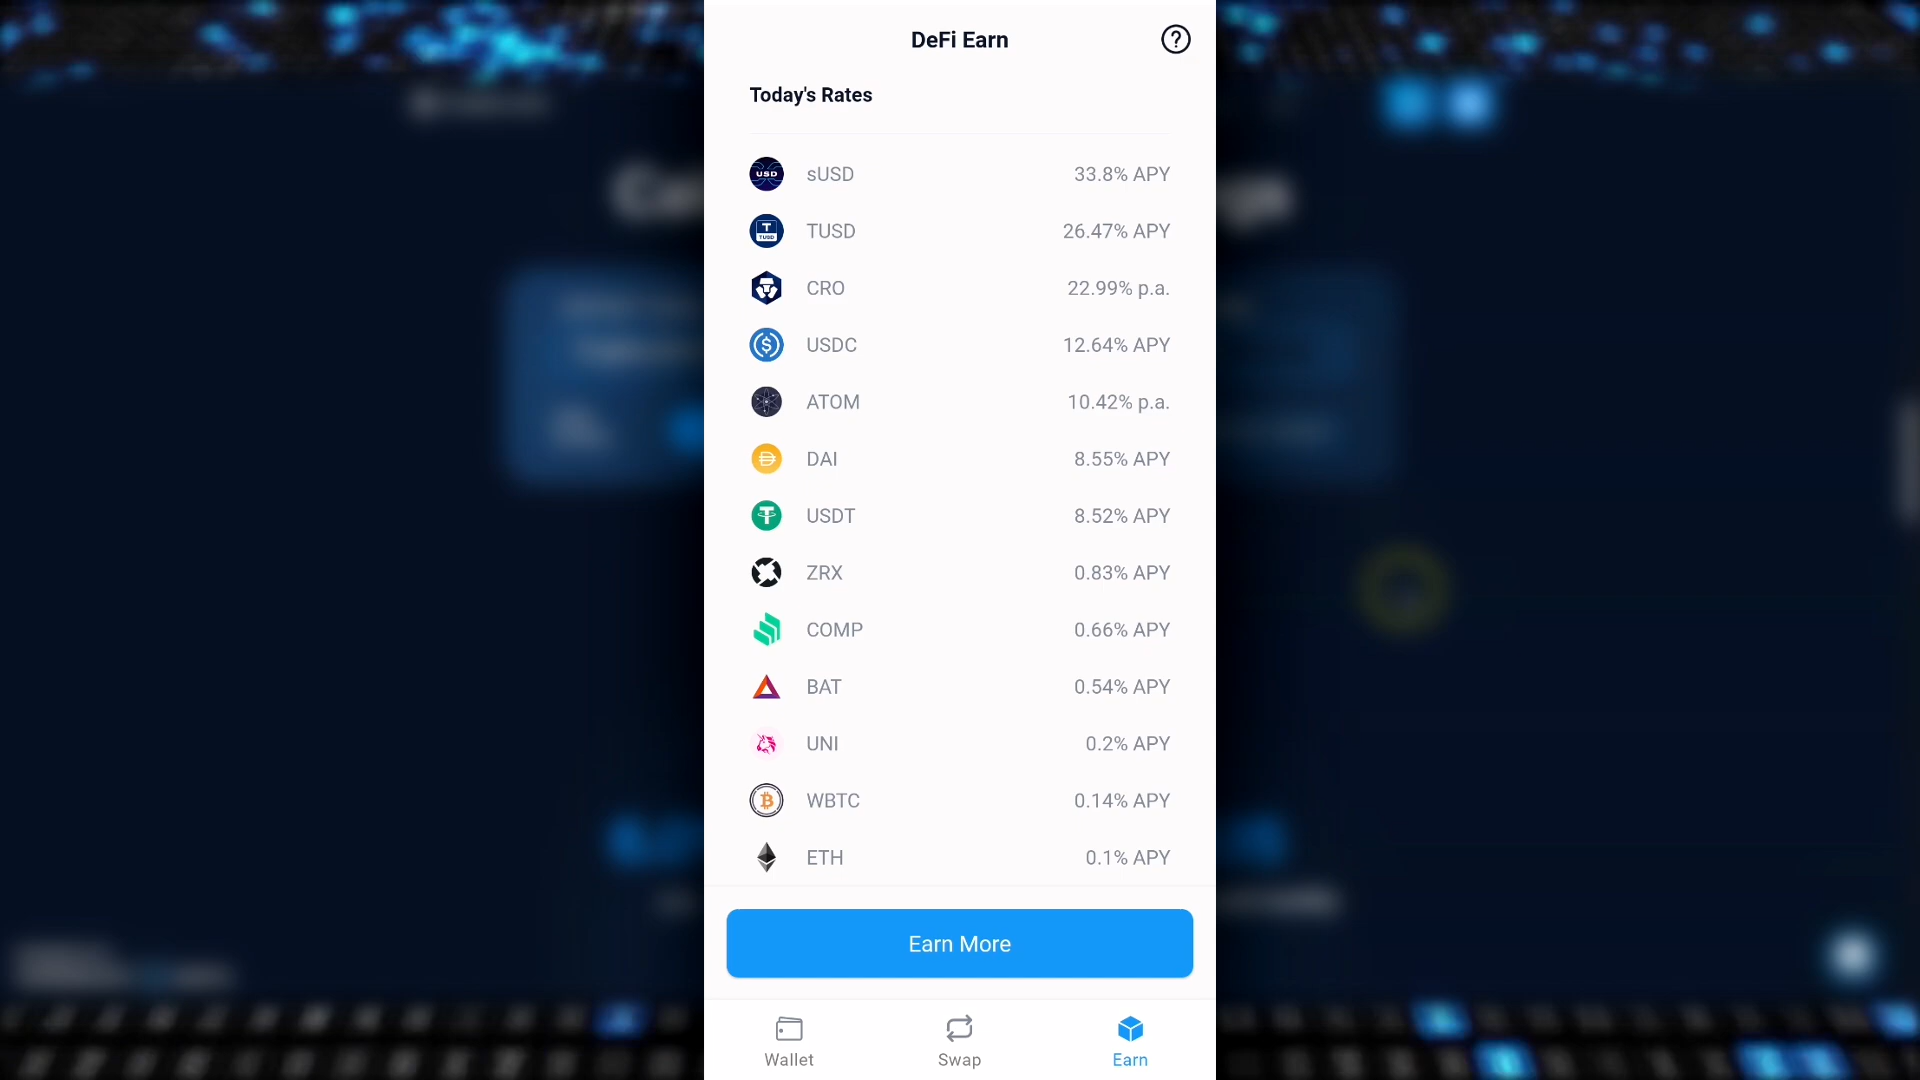 DeFi Earn
Today's Rates
USD sUSD 33.8% APY
T TUSD TUSD 26.47% APY
CRO 22.99% p.a.
USDC 12.64% APY
ATOM 10.42% p.a.
DAI 8.55% APY
USDT 8.52% APY
ZRX 0.83% APY
COMP 0.66% APY
BAT 0.54% APY
UNI 0.2% APY
WBTC 0.14% APY
ETH 0.1% APY
Earn More
Wallet Swap Earn